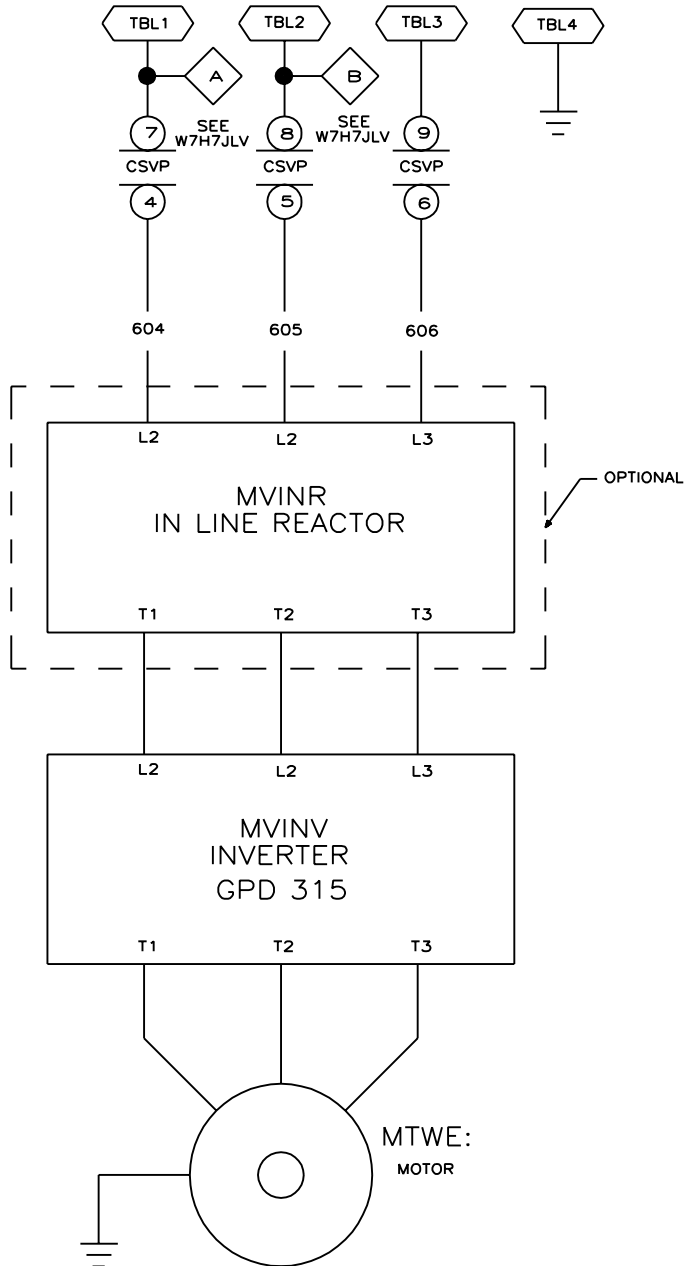 TBL1
TBL2
TBL3
TBL4
A
B
7
SEE
W7H7JLV
8
SEE
W7H7JLV
9
CSVP
CSVP
CSVP
4
5
6
604
605
606
L2
L2
L3
MVINR
IN LINE REACTOR
OPTIONAL
T1
T2
T3
L2
L2
L3
MVINV
INVERTER
GPD 315
T1
T2
T3
MTWE:
MOTOR